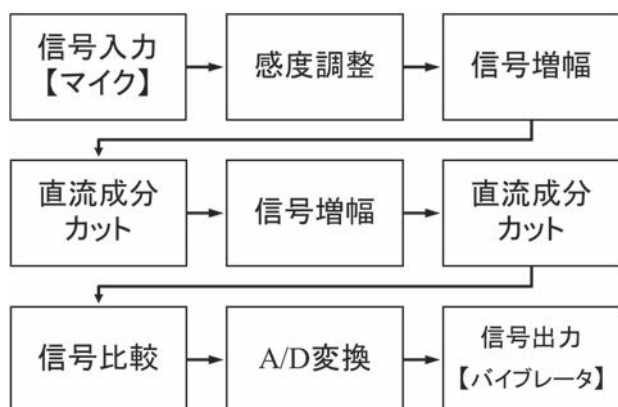 信号入力
【マイク】
感度調整
信号増幅
直流成分
カット
信号増幅
直流成分
カット
信号比較
A/D変換
信号出力
【バイブレータ】